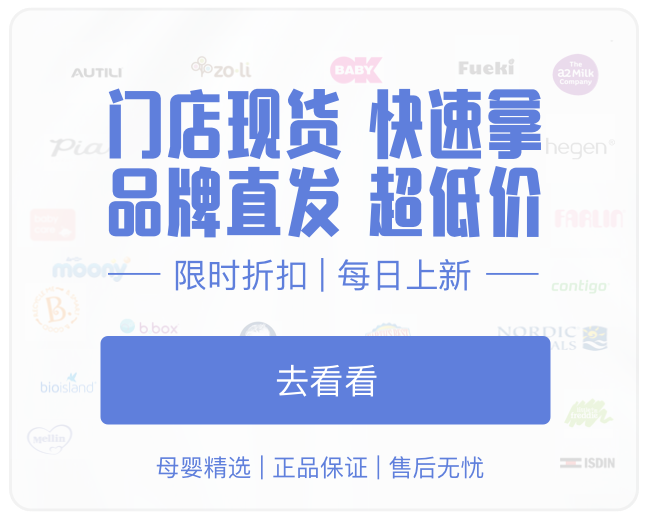 AUTILI
zo-li
OK BABY
Fueki
The a2 Milk Company
门店现货 快速拿
hegen
品牌直发 超低价
FARLIN
moony
限时折扣 | 每日上新
B.
contigo
b.box
NORDIC
去看看
bioisland
mellin
ISDIN
母婴精选 | 正品保证 | 售后无忧